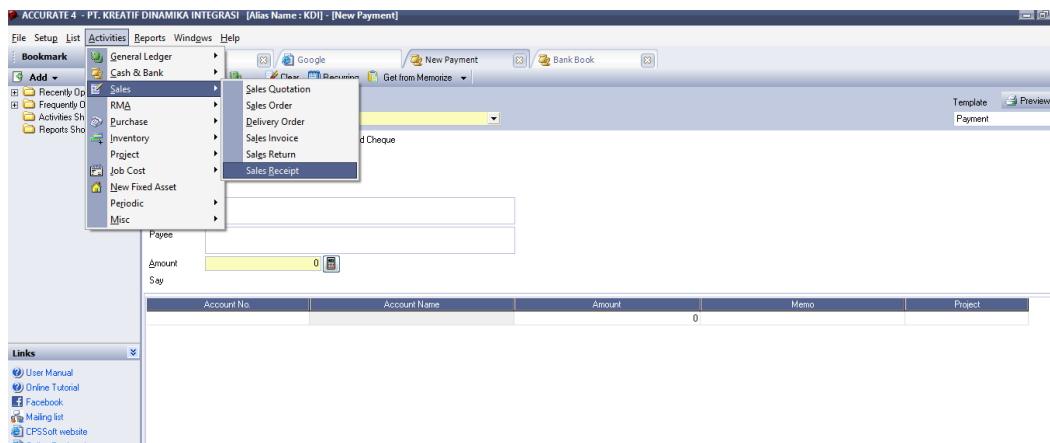 ACCURATE 4 - PT. KREATIF DINAMIKA INTEGRASI [Alias Name : KDI] - [New Payment]
File Setup List Activities Reports Windows Help
Bookmark
Google
New Payment
Bank Book
Add
Clear Recurring Get from Memorize
Recently Op
Frequently O
Activities Sh
Reports Sho
General Ledger
Cash & Bank
Sales
RMA
Purchase
Inventory
Project
Job Cost
New Fixed Asset
Periodic
Misc
Sales Quotation
Sales Order
Delivery Order
Sales Invoice
Sales Return
Sales Receipt
d Cheque
Template Preview
Payment
Payee
Amount 0
Say
Account No. Account Name Amount Memo Project
0
Links
User Manual
Online Tutorial
Facebook
Mailing list
CPSSoft website